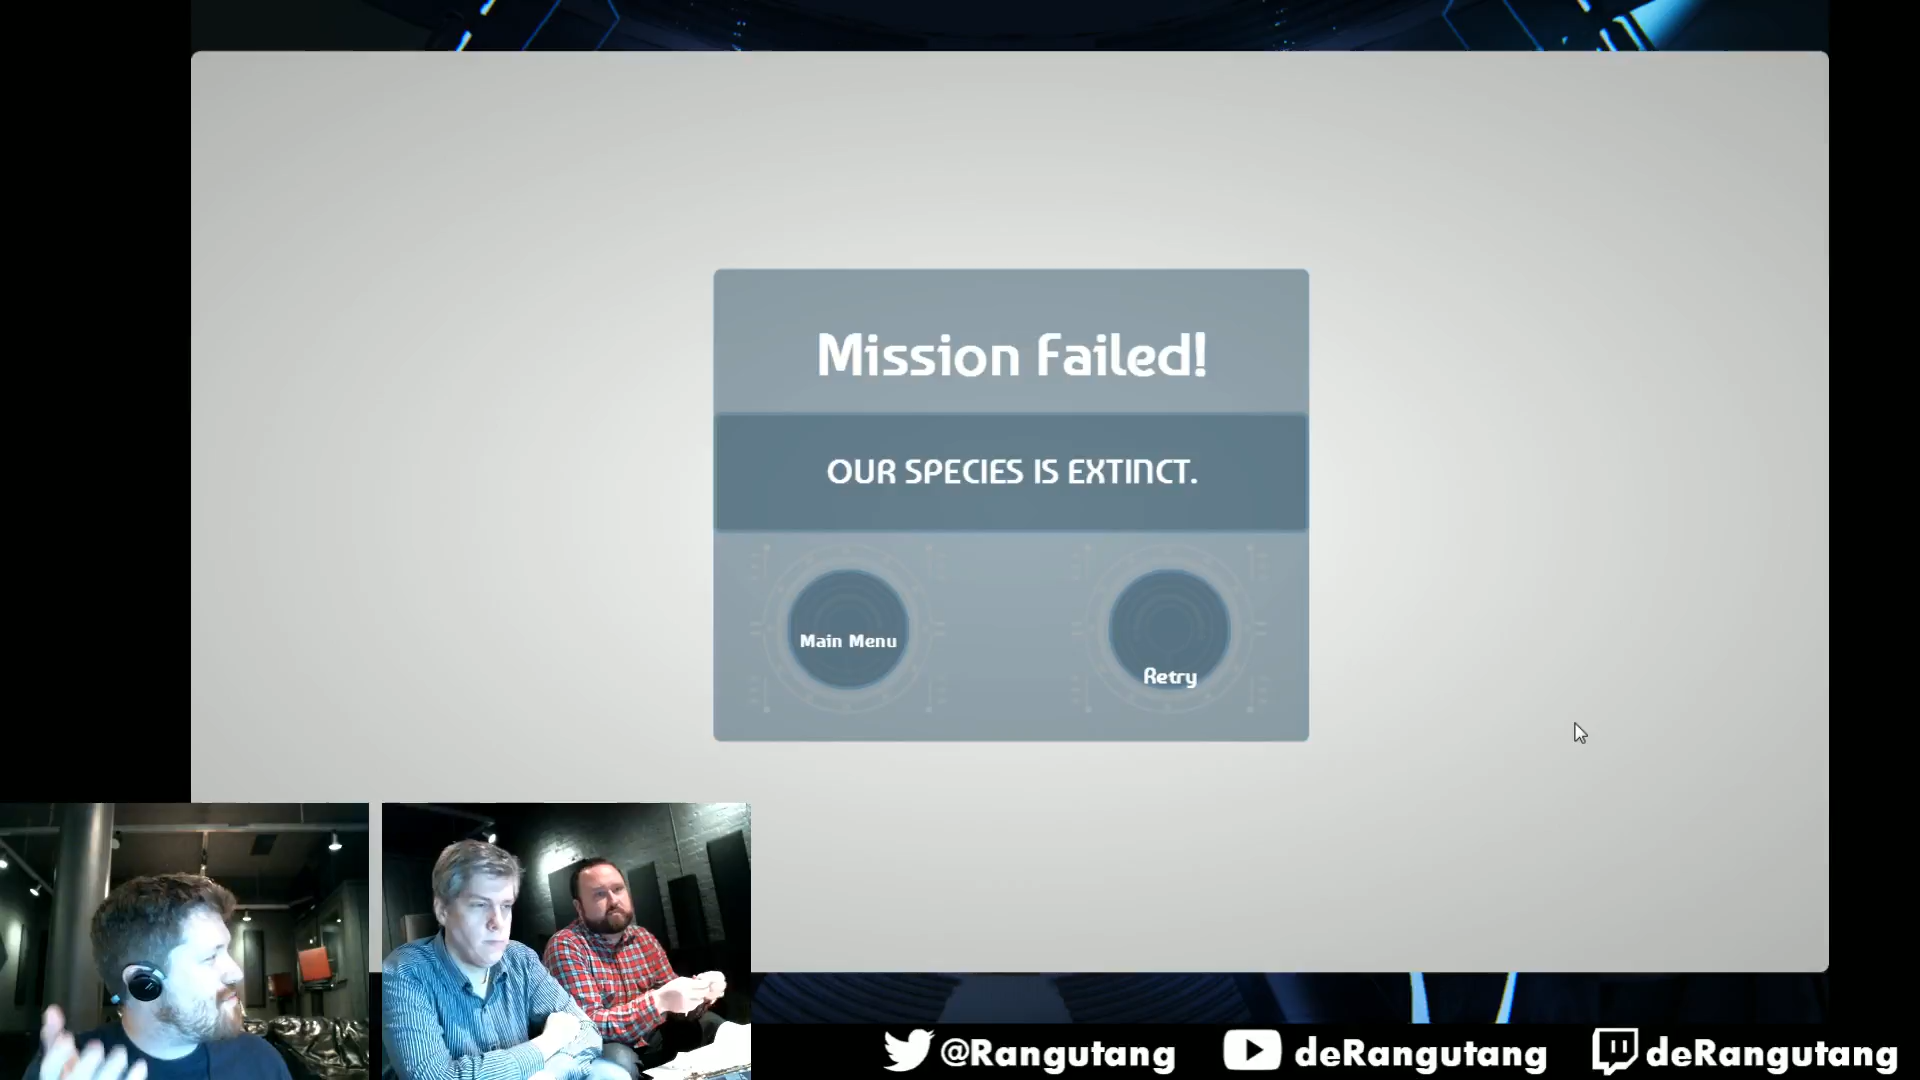 Mission Failed!
OUR SPECIES IS EXTINCT.
Main Menu
Retry
@Rangutang
deRangutang
deRangutang